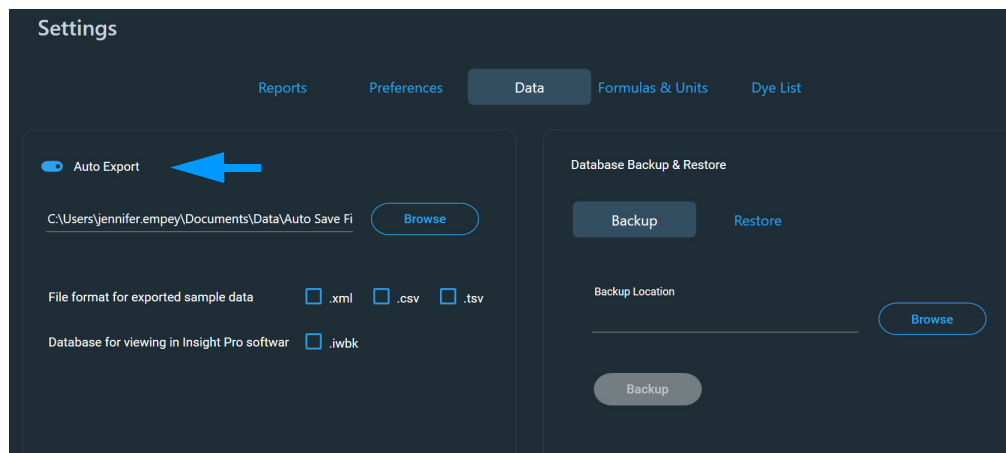 Settings
Reports Preferences Data Formulas & Units Dye List
Auto Export
C:\Users\jennifer.empey\Documents\Data\Auto Save Fi
Browse
File format for exported sample data .xml .csv .tsv
Database for viewing in Insight Pro softwar .iwbk
Database Backup & Restore
Backup Restore
Backup Location
Browse
Backup